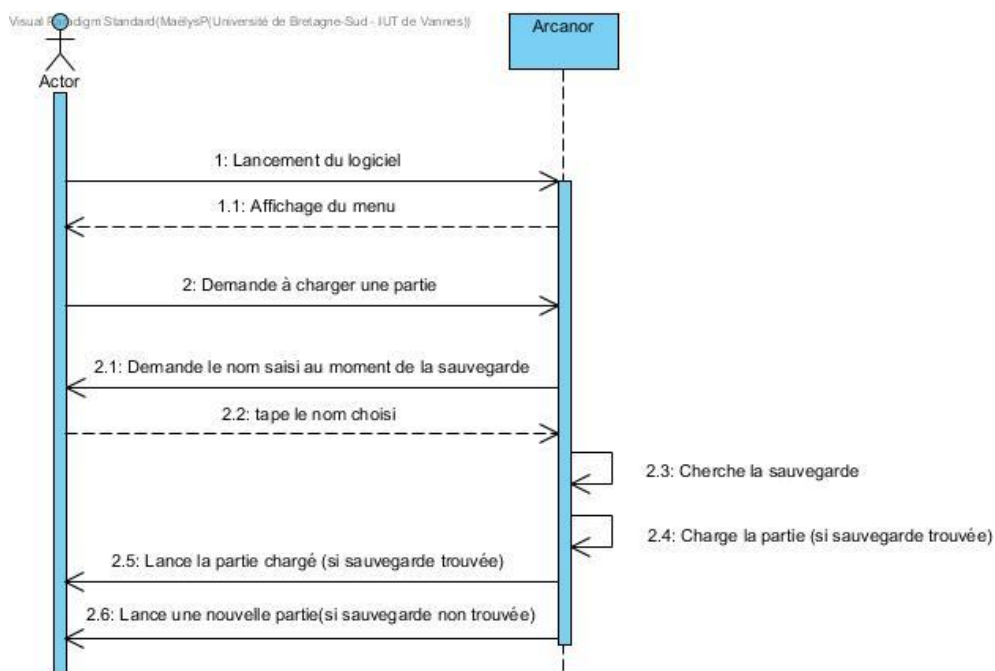 Visual Paradigm Standard(MaëlysP(Université de Bretagne-Sud - IUT de Vannes))
Arcanor
Actor
1: Lancement du logiciel
1.1: Affichage du menu
2: Demande à charger une partie
2.1: Demande le nom saisi au moment de la sauvegarde
2.2: tape le nom choisi
2.3: Cherche la sauvegarde
2.4: Charge la partie (si sauvegarde trouvée)
2.5: Lance la partie chargé (si sauvegarde trouvée)
2.6: Lance une nouvelle partie(si sauvegarde non trouvée)